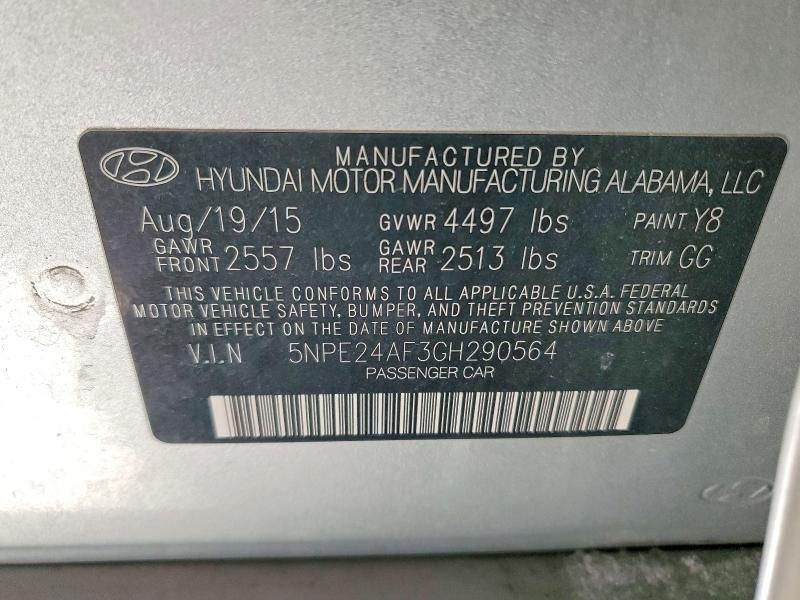 MANUFACTURED BY
HYUNDAI MOTOR MANUFACTURING ALABAMA, LLC
Aug/19/15 GVWR 4497 lbs PAINT Y8
GAWR FRONT 2557 lbs GAWR REAR 2513 lbs TRIM GG
THIS VEHICLE CONFORMS TO ALL APPLICABLE U.S.A. FEDERAL
MOTOR VEHICLE SAFETY, BUMPER, AND THEFT PREVENTION STANDARDS
IN EFFECT ON THE DATE OF MANUFACTURE SHOWN ABOVE
V.I.N 5NPE24AF3GH290564
PASSENGER CAR